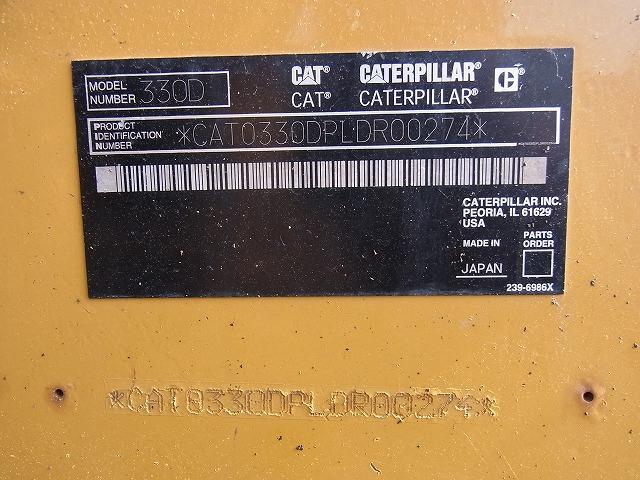 MODEL NUMBER 330D
CAT® CATERPILLAR® C®
CAT® CATERPILLAR®
PRODUCT IDENTIFICATION NUMBER *CAT0330DPLDR00274*
*CAT0330DPLDR00274*
CATERPILLAR INC.
PEORIA, IL 61629
USA
MADE IN JAPAN
PARTS ORDER
239-6986X
*CAT0330DPLDR00274*